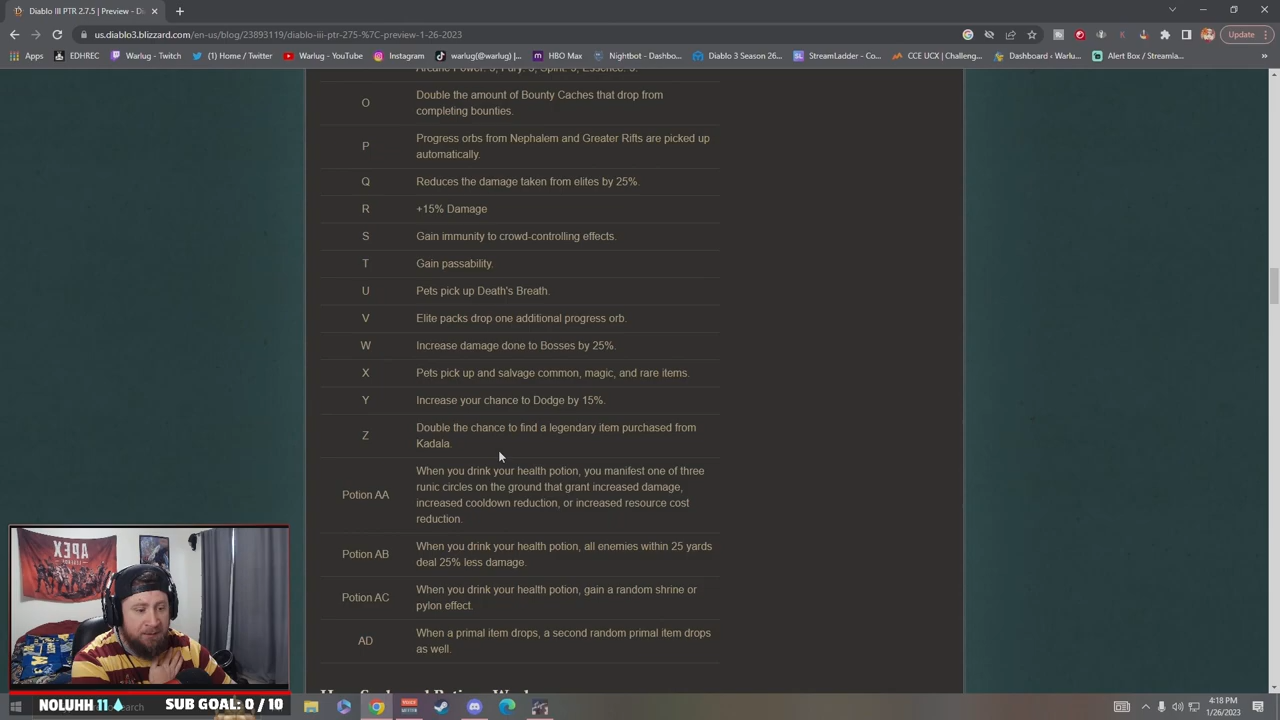 Diablo III PTR 2.7.5 | Preview -
us.diablo3.blizzard.com/en-us/blog/23893119/diablo-iii-ptr-275-%7C-preview-1-26-2023
Update
Apps
EDHREC
Warlug - Twitch
(1) Home / Twitter
Warlug - YouTube
Instagram
warlug(@warlug) |...
HBO Max
Nightbot - Dashbo...
Diablo 3 Season 26...
StreamLadder - Co...
CCE UCX | Challeng...
Dashboard ‹ Warlu...
Alert Box / Streamla...
O
Double the amount of Bounty Caches that drop from
completing bounties.
P
Progress orbs from Nephalem and Greater Rifts are picked up
automatically.
Q
Reduces the damage taken from elites by 25%.
R
+15% Damage
S
Gain immunity to crowd-controlling effects.
T
Gain passability.
U
Pets pick up Death's Breath.
V
Elite packs drop one additional progress orb.
W
Increase damage done to Bosses by 25%.
X
Pets pick up and salvage common, magic, and rare items.
Y
Increase your chance to Dodge by 15%.
Z
Double the chance to find a legendary item purchased from
Kadala.
Potion AA
When you drink your health potion, you manifest one of three
runic circles on the ground that grant increased damage,
increased cooldown reduction, or increased resource cost
reduction.
Potion AB
When you drink your health potion, all enemies within 25 yards
deal 25% less damage.
Potion AC
When you drink your health potion, gain a random shrine or
pylon effect.
AD
When a primal item drops, a second random primal item drops
as well.
APEX
NOLUHH 11
SUB GOAL: 0 / 10
4:18 PM
1/26/2023